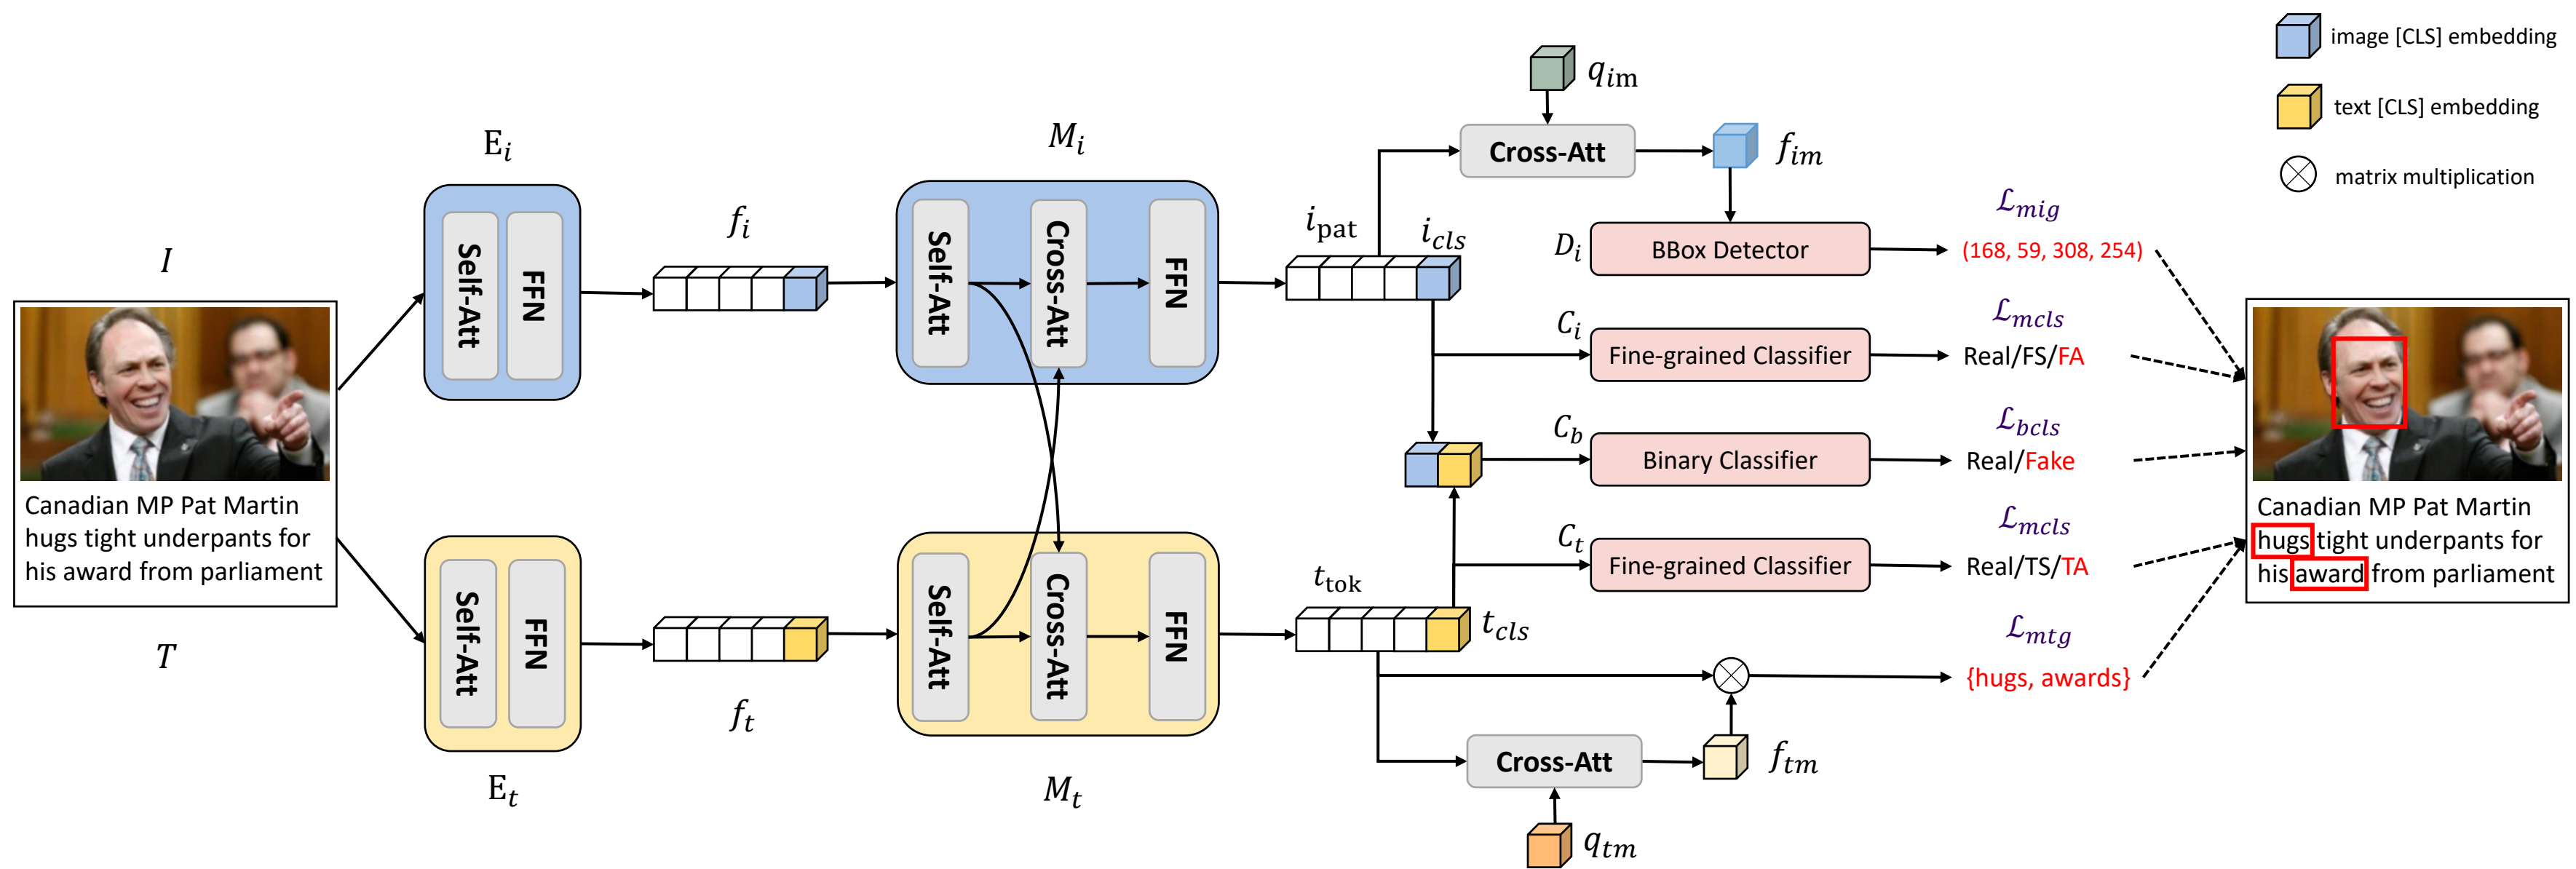 image [CLS] embedding
text [CLS] embedding
matrix multiplication
I
Canadian MP Pat Martin
hugs tight underpants for
his award from parliament
T
E_i
Self-Att
FFN
f_i
M_i
Self-Att
Cross-Att
FFN
E_t
Self-Att
FFN
f_t
M_t
Self-Att
Cross-Att
FFN
i_pat
i_cls
q_im
Cross-Att
f_im
D_i
BBox Detector
ℒ_mig
(168, 59, 308, 254)
C_i
Fine-grained Classifier
ℒ_mcls
Real/FS/FA
C_b
Binary Classifier
ℒ_bcls
Real/Fake
C_t
Fine-grained Classifier
ℒ_mcls
Real/TS/TA
t_tok
t_cls
ℒ_mtg
{hugs, awards}
Cross-Att
f_tm
q_tm
Canadian MP Pat Martin
hugs tight underpants for
his award from parliament